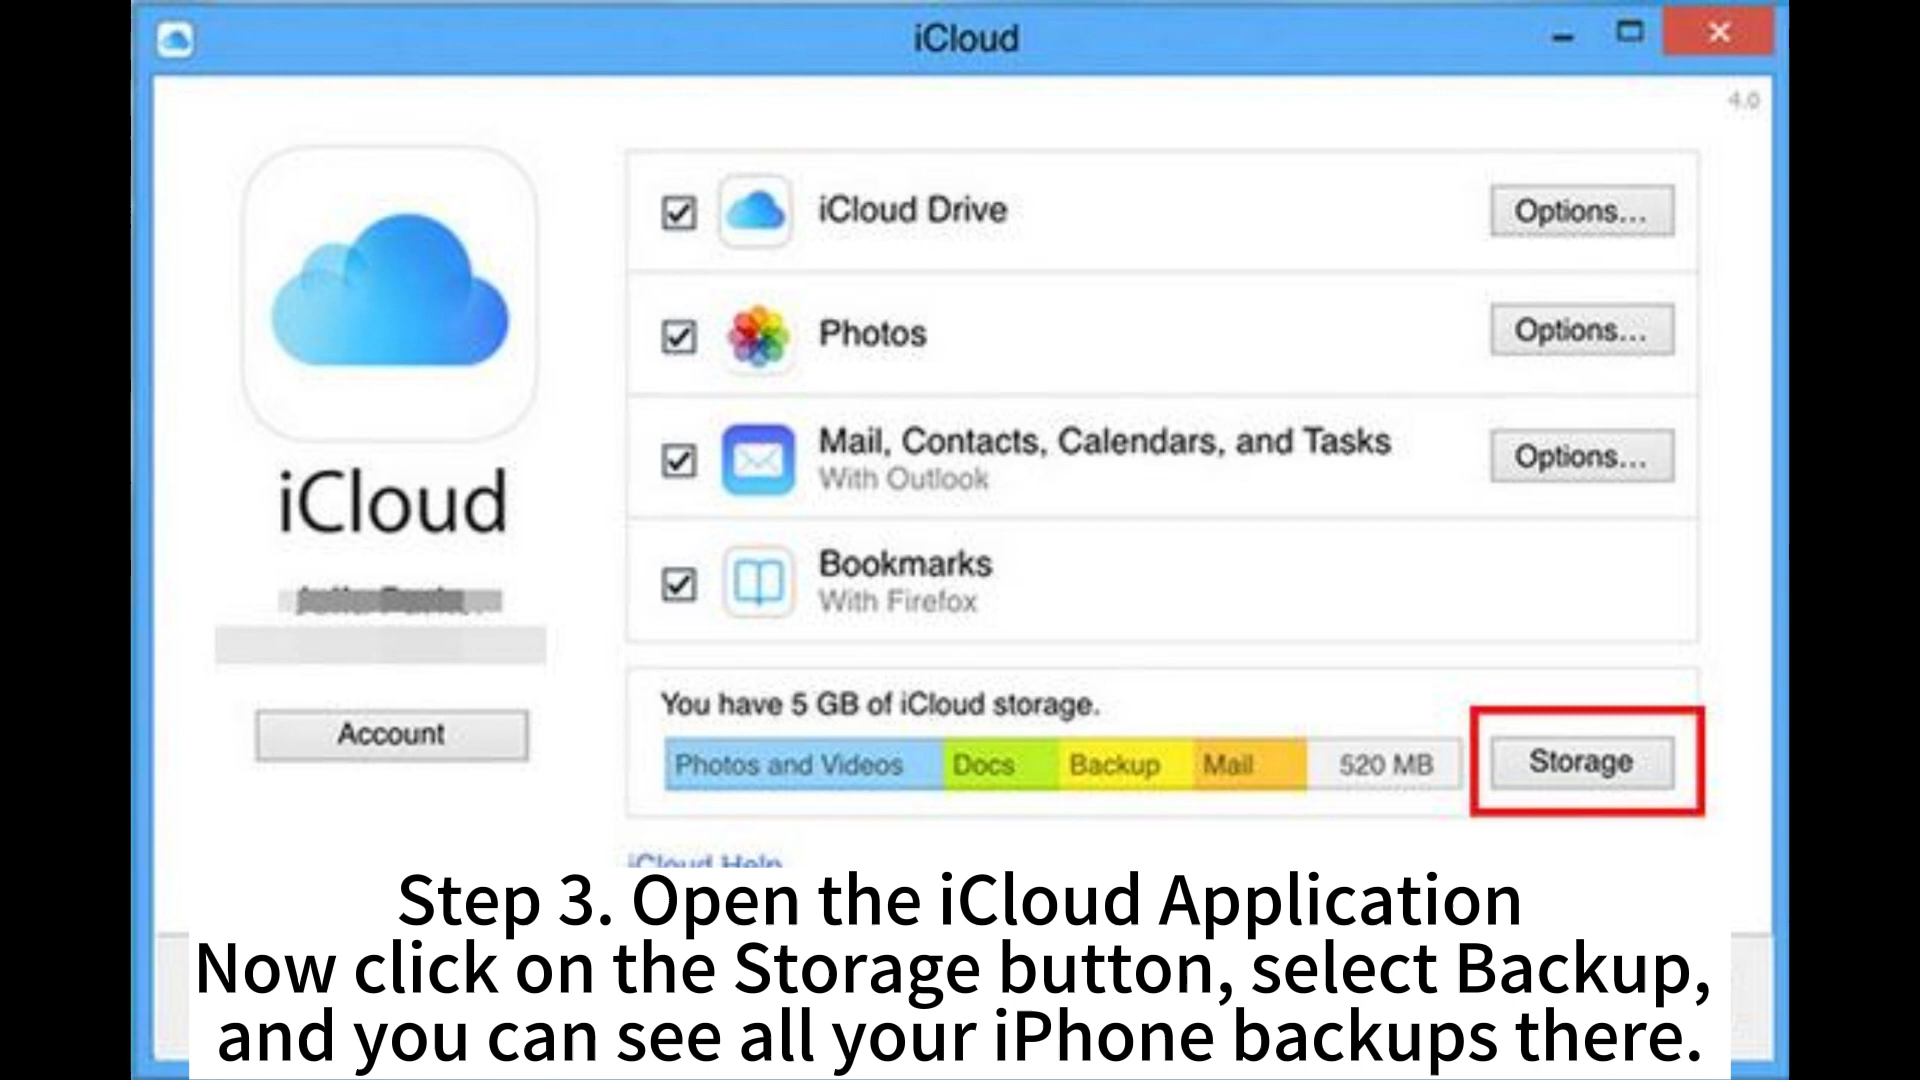 iCloud
4.0
iCloud Drive
Options...
Photos
Options...
Mail, Contacts, Calendars, and Tasks
With Outlook
Options...
Bookmarks
With Firefox
iCloud
Account
You have 5 GB of iCloud storage.
Photos and Videos Docs Backup Mail 520 MB
Storage
iCloud Help
Step 3. Open the iCloud Application
Now click on the Storage button, select Backup,
and you can see all your iPhone backups there.